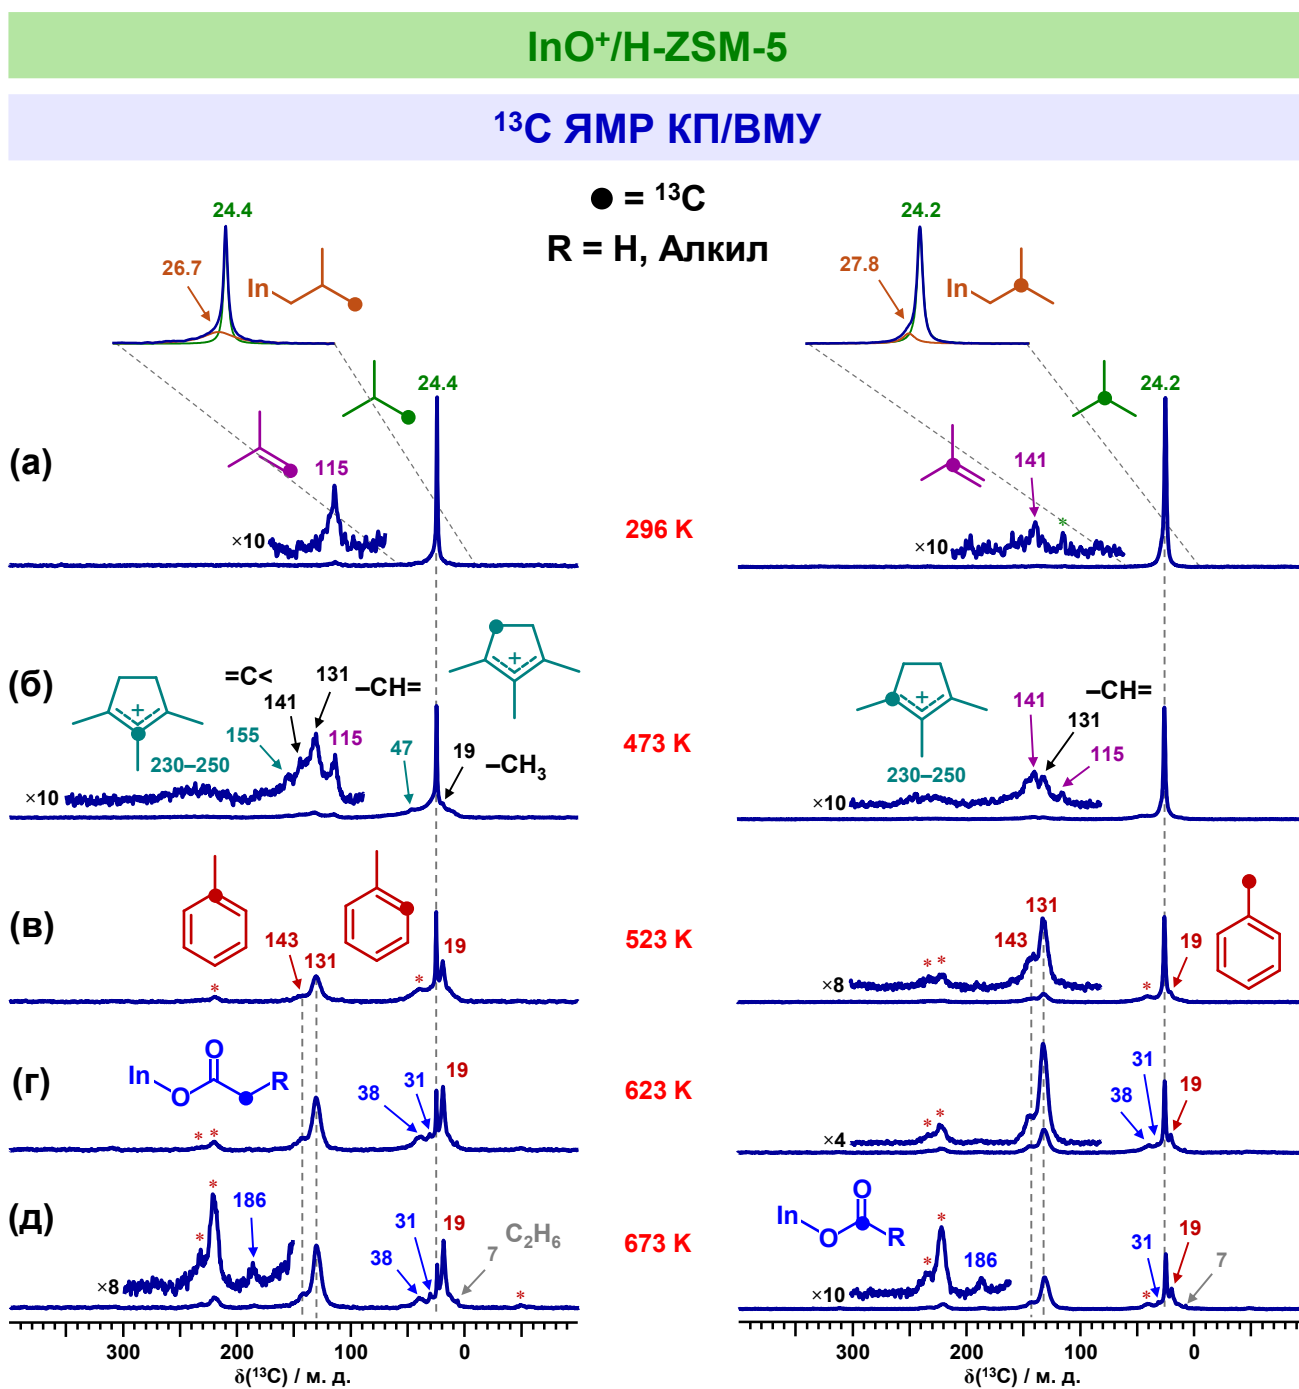 InO⁺/H-ZSM-5
¹³C ЯМР КП/ВМУ
● = ¹³C
R = H, Алкил
24.4
26.7
In
24.4
115
×10
(а)
296 K
24.2
27.8
In
24.2
141
*
×10
(б)
+
230–250
=C<
155
141
131
–CH=
115
47
+
19
–CH₃
×10
473 K
+
230–250
–CH=
141
131
115
×10
(в)
143
131
19
*
*
523 K
143
131
19
* *
*
×8
(г)
In
O
O
R
38
31
19
* *
623 K
38
31
19
* *
×4
(д)
*
*
186
×8
38
31
19
7
C₂H₆
*
673 K
In
O
O
R
*
*
186
×10
31
19
7
*
300
200
100
0
δ(¹³C) / м. д.
300
200
100
0
δ(¹³C) / м. д.